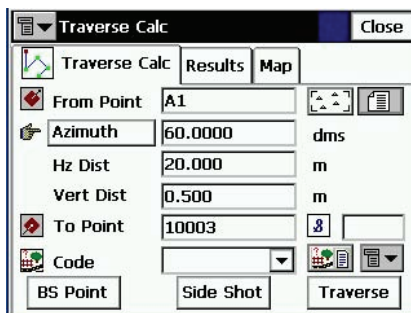 Traverse Calc Close
Traverse Calc Results Map
From Point A1
Azimuth 60.0000 dms
Hz Dist 20.000 m
Vert Dist 0.500 m
To Point 10003
Code
BS Point Side Shot Traverse